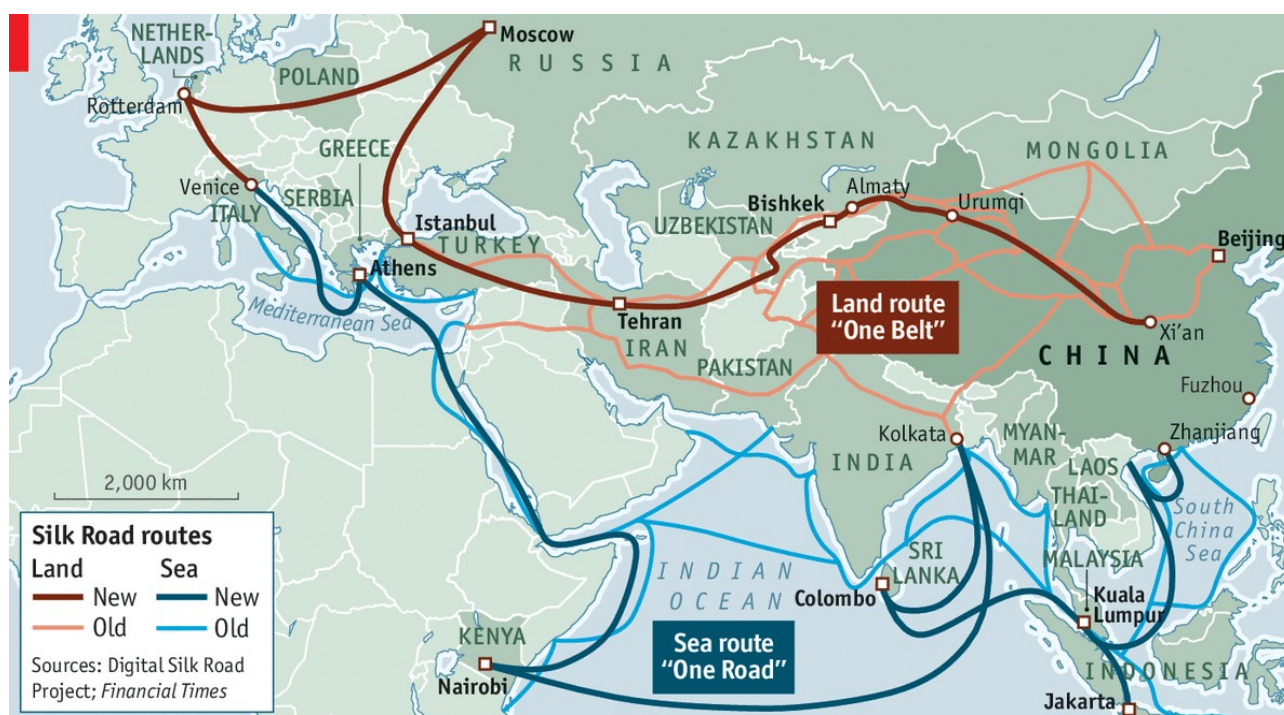 NETHER-
LANDS
Moscow
RUSSIA
POLAND
Rotterdam
GREECE
KAZAKHSTAN
MONGOLIA
Venice
ITALY
SERBIA
Istanbul
TURKEY
UZBEKISTAN
Bishkek
Almaty
Urumqi
Beijing
Athens
Mediterranean Sea
Tehran
IRAN
Land route
“One Belt”
Xi’an
CHINA
PAKISTAN
Fuzhou
Kolkata
INDIA
MYAN-
MAR
Zhanjiang
LAOS
THAI-
LAND
South
China
Sea
2,000 km
Silk Road routes
Land
Sea
New
New
Old
Old
Sources: Digital Silk Road
Project; Financial Times
INDIAN
OCEAN
SRI
LANKA
Colombo
MALAYSIA
Kuala
Lumpur
KENYA
Nairobi
Sea route
“One Road”
INDONESIA
Jakarta